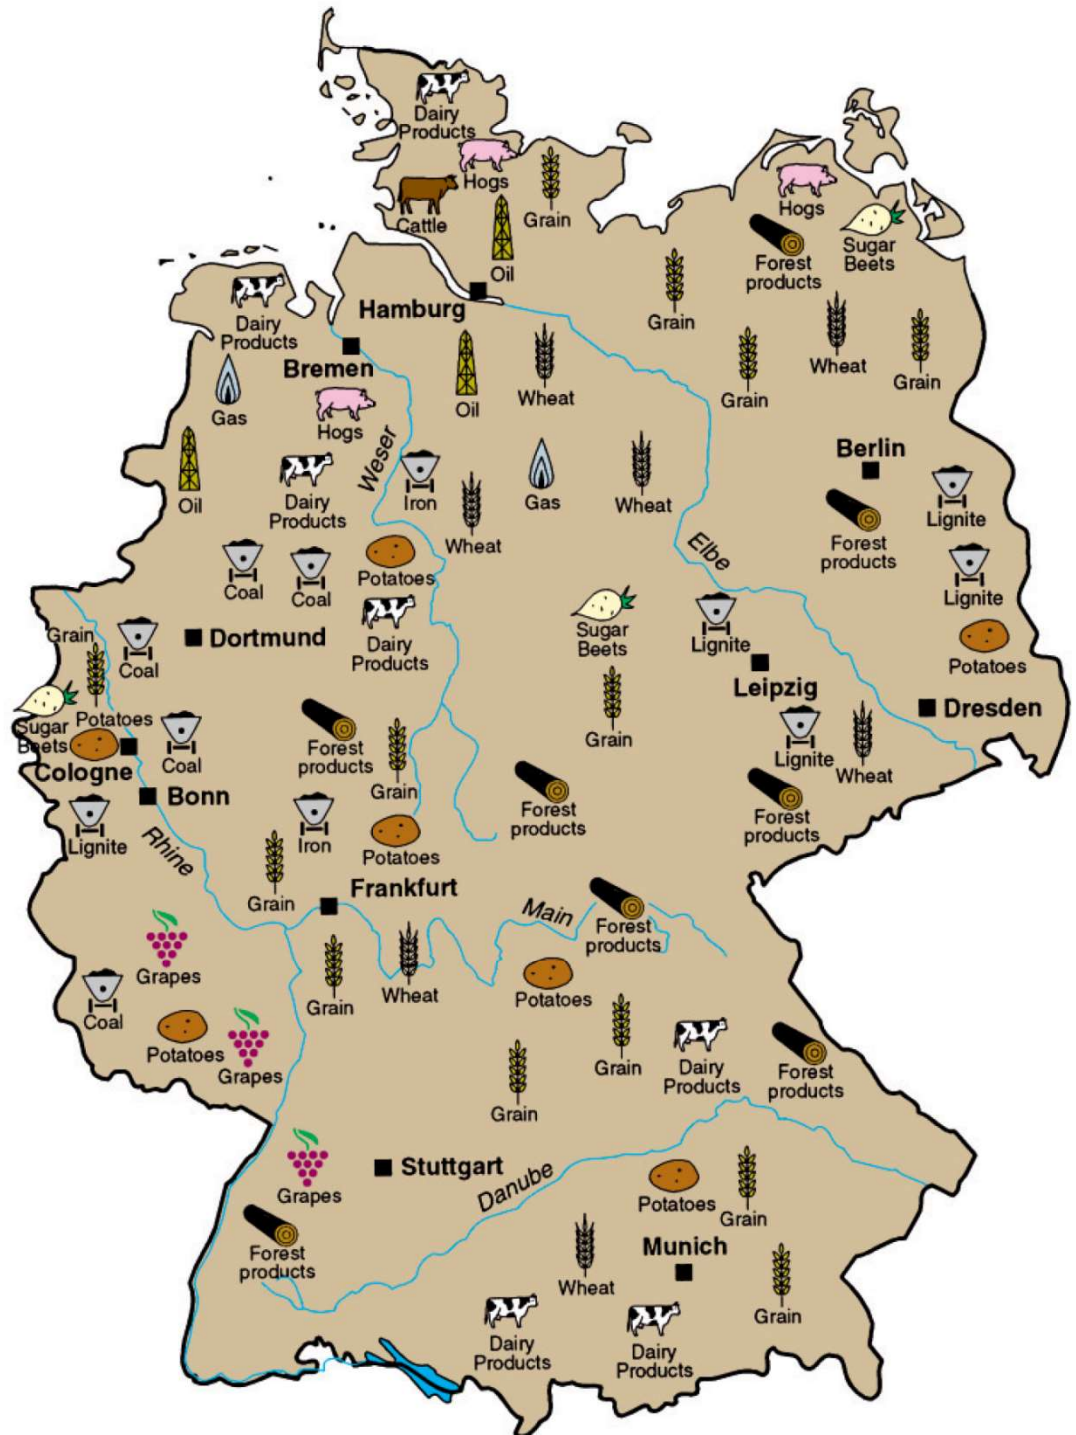 Dairy
Products
Hogs
Cattle
Grain
Oil
Hogs
Sugar
Beets
Forest
products
Hamburg
Grain
Dairy
Products
Bremen
Gas
Hogs
Oil
Wheat
Grain
Wheat
Grain
Berlin
Oil
Dairy
Products
Weser
Iron
Wheat
Gas
Wheat
Forest
products
Lignite
Coal
Coal
Potatoes
Elbe
Lignite
Grain
Coal
Dortmund
Dairy
Products
Sugar
Beets
Lignite
Potatoes
Leipzig
Sugar
Beets
Potatoes
Cologne
Coal
Forest
products
Grain
Grain
Dresden
Lignite
Wheat
Bonn
Lignite
Rhine
Iron
Potatoes
Forest
products
Forest
products
Grain
Frankfurt
Main
Forest
products
Grapes
Grain
Wheat
Potatoes
Coal
Potatoes
Grapes
Grain
Grain
Dairy
Products
Forest
products
Grapes
Stuttgart
Danube
Potatoes
Grain
Forest
products
Wheat
Munich
Grain
Dairy
Products
Dairy
Products